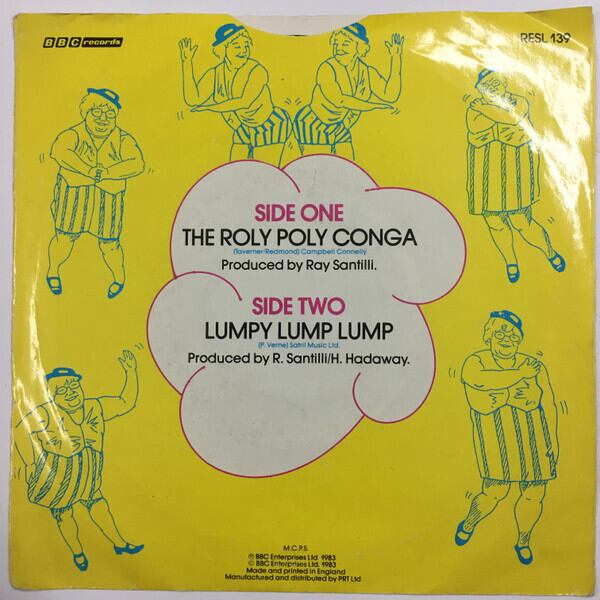 BBC records
RESL 139
SIDE ONE
THE ROLY POLY CONGA
(Taverner/Redmond) Campbell Connelly
Produced by Ray Santilli.
SIDE TWO
LUMPY LUMP LUMP
(P. Verne) Satril Music Ltd.
Produced by R. Santilli/H. Hadaway.
M.C.P.S.
℗ BBC Enterprises Ltd. 1983
© BBC Enterprises Ltd. 1983
Made and printed in England
Manufactured and distributed by PRT Ltd